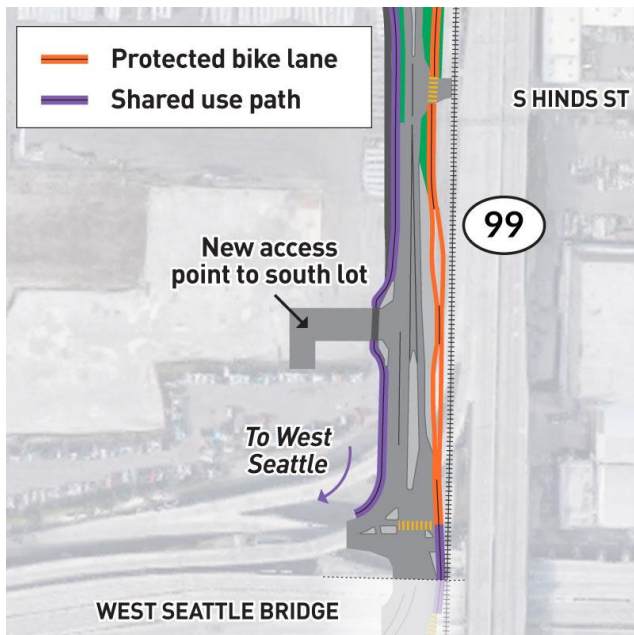 Protected bike lane
Shared use path
S HINDS ST
99
New access
point to south lot
To West
Seattle
WEST SEATTLE BRIDGE